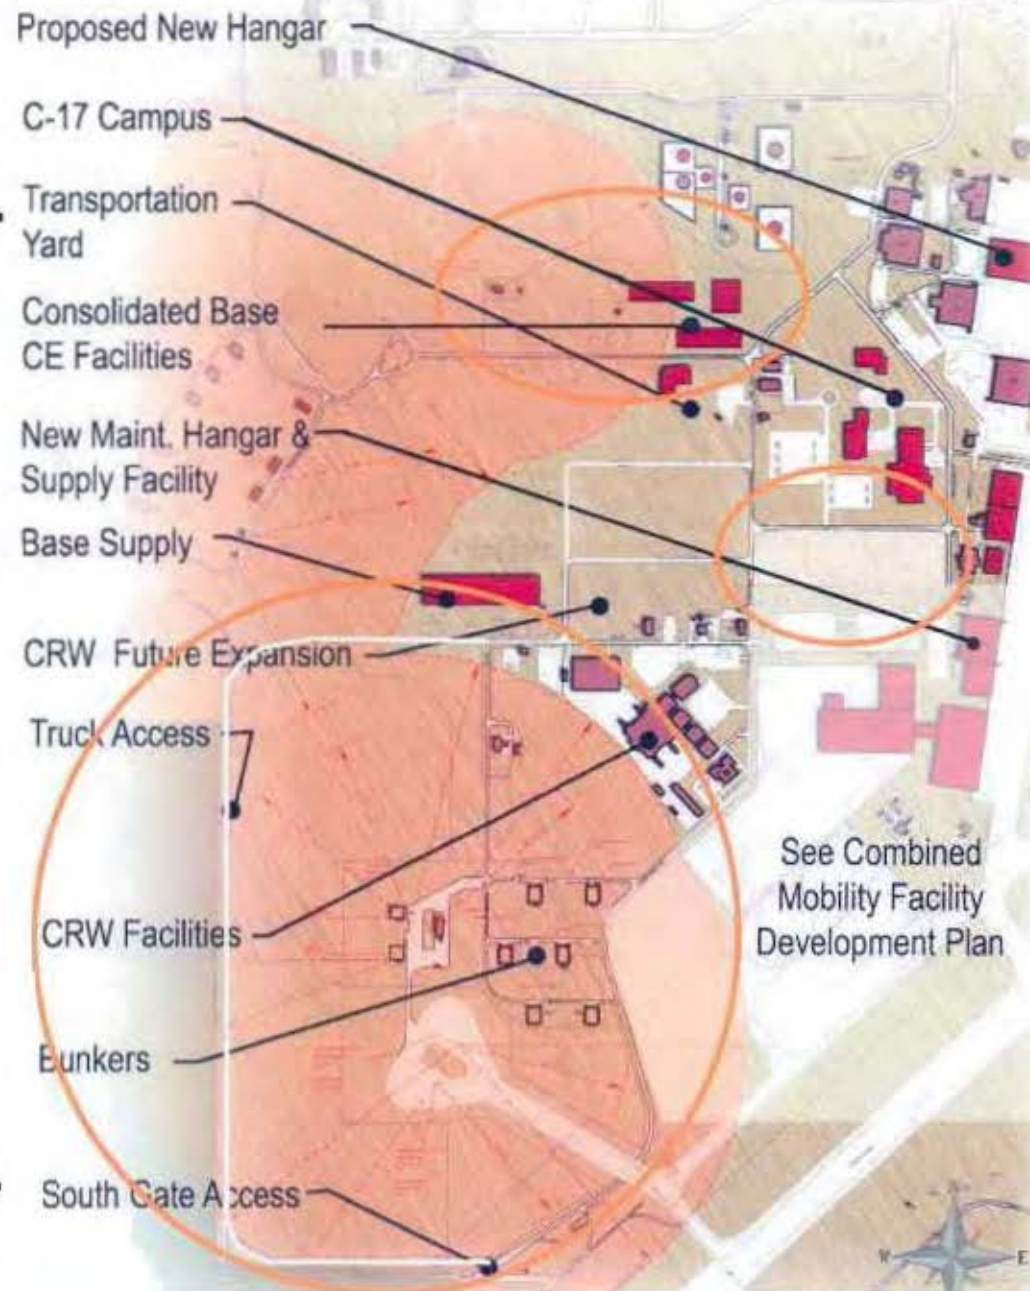 Proposed New Hangar
C-17 Campus
Transportation
Yard
Consolidated Base
CE Facilities
New Maint. Hangar &
Supply Facility
Base Supply
CRW Future Expansion
Truck Access
CRW Facilities
Bunkers
South Gate Access
See Combined
Mobility Facility
Development Plan
W
E